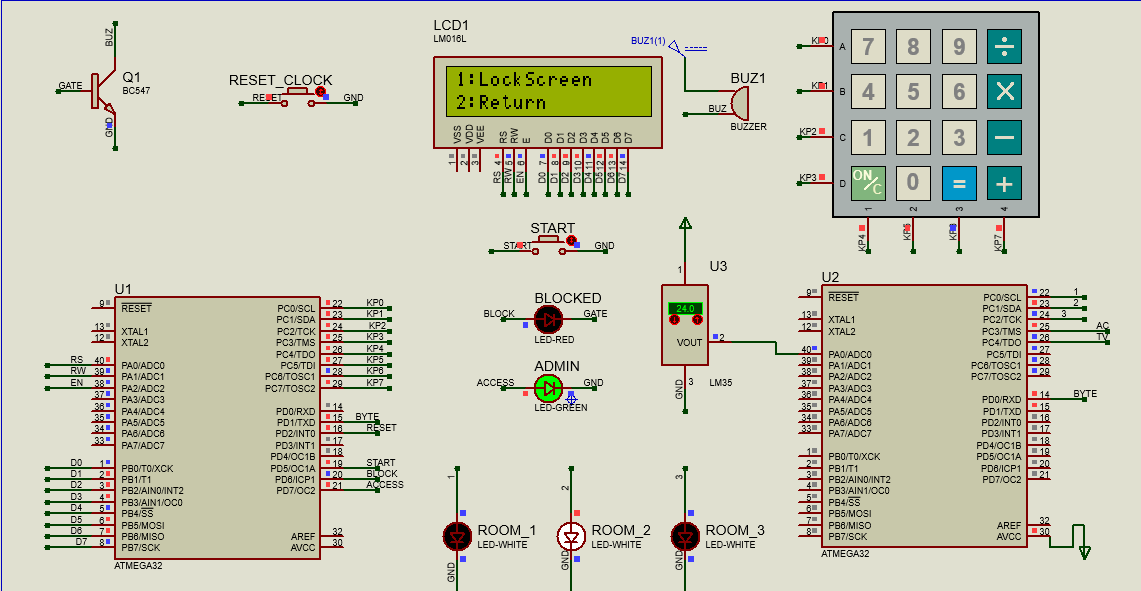 BUZ
Q1
BC547
GATE
GND
RESET_CLOCK
RESET
GND
LCD1
LM016L
1:LockScreen
2:Return
VSS
VDD
VEE
RS
RW
E
D0
D1
D2
D3
D4
D5
D6
D7
1
2
3
4
5
6
7
8
9
10
11
12
13
14
RS
RW
EN
D0
D1
D2
D3
D4
D5
D6
D7
BUZ1(1)
BUZ1
BUZ
BUZZER
KP0
KP1
KP2
KP3
A
B
C
D
7 8 9 ÷
4 5 6 ×
1 2 3 −
ON/C 0 = +
1
2
3
4
KP4
KP7
START
START
GND
BLOCKED
BLOCK
GATE
LED-RED
ADMIN
ACCESS
GND
LED-GREEN
U3
1
24.0
VOUT
2
3
GND
LM35
U1
9 RESET
13 XTAL1
12 XTAL2
RS 40 PA0/ADC0
RW 39 PA1/ADC1
EN 38 PA2/ADC2
37 PA3/ADC3
36 PA4/ADC4
35 PA5/ADC5
34 PA6/ADC6
33 PA7/ADC7
D0 1 PB0/T0/XCK
D1 2 PB1/T1
D2 3 PB2/AIN0/INT2
D3 4 PB3/AIN1/OC0
D4 5 PB4/SS
D5 6 PB5/MOSI
D6 7 PB6/MISO
D7 8 PB7/SCK
PC0/SCL 22 KP0
PC1/SDA 23 KP1
PC2/TCK 24 KP2
PC3/TMS 25 KP3
PC4/TDO 26 KP4
PC5/TDI 27 KP5
PC6/TOSC1 28 KP6
PC7/TOSC2 29 KP7
PD0/RXD 14
PD1/TXD 15 BYTE
PD2/INT0 16 RESET
PD3/INT1 17
PD4/OC1B 18
PD5/OC1A 19 START
PD6/ICP1 20 BLOCK
PD7/OC2 21 ACCESS
AREF 32
AVCC 30
ATMEGA32
1
ROOM_1
LED-WHITE
GND
2
ROOM_2
LED-WHITE
GND
3
ROOM_3
LED-WHITE
GND
U2
9 RESET
13 XTAL1
12 XTAL2
40 PA0/ADC0
39 PA1/ADC1
38 PA2/ADC2
37 PA3/ADC3
36 PA4/ADC4
35 PA5/ADC5
34 PA6/ADC6
33 PA7/ADC7
1 PB0/T0/XCK
2 PB1/T1
3 PB2/AIN0/INT2
4 PB3/AIN1/OC0
5 PB4/SS
6 PB5/MOSI
7 PB6/MISO
8 PB7/SCK
PC0/SCL 22 1
PC1/SDA 23 2
PC2/TCK 24 3
PC3/TMS 25 AC
PC4/TDO 26 TV
PC5/TDI 27
PC6/TOSC1 28
PC7/TOSC2 29
PD0/RXD 14 BYTE
PD1/TXD 15
PD2/INT0 16
PD3/INT1 17
PD4/OC1B 18
PD5/OC1A 19
PD6/ICP1 20
PD7/OC2 21
AREF 32
AVCC 30
ATMEGA32